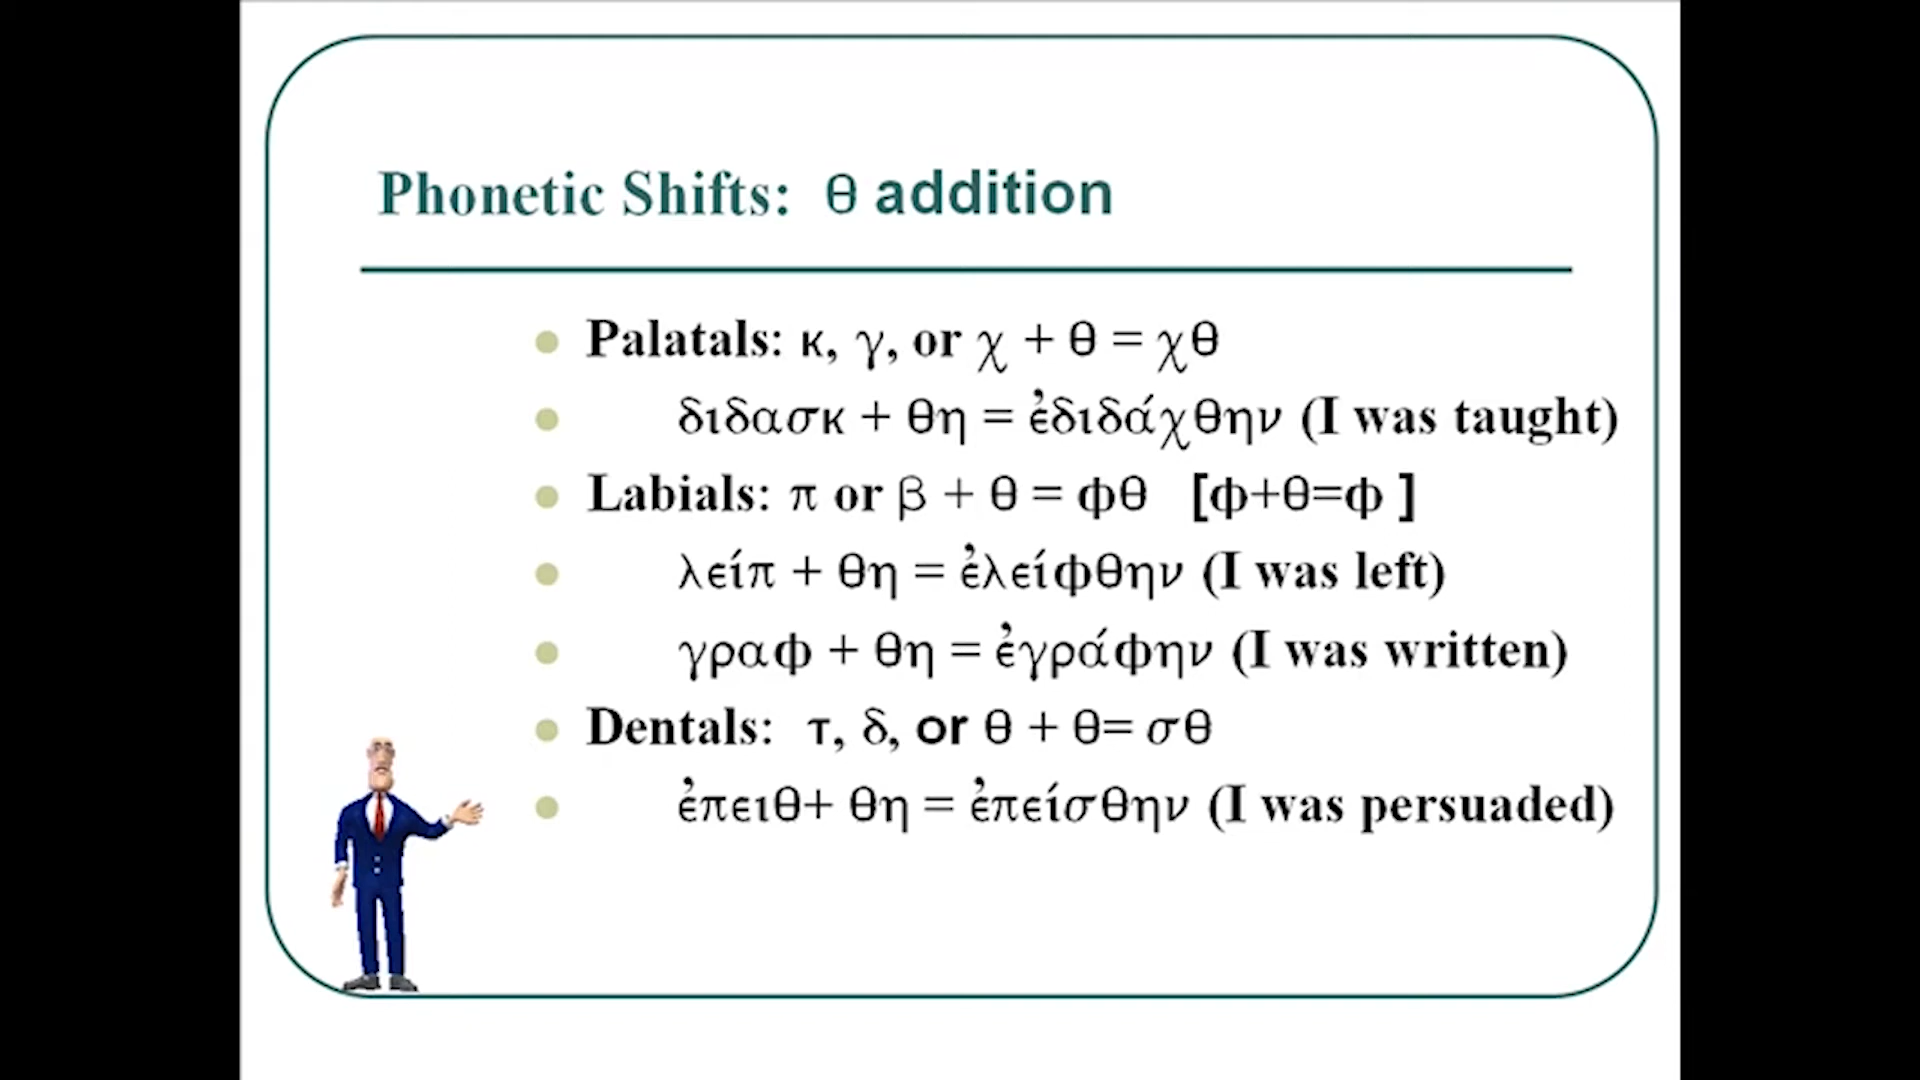 Phonetic Shifts: θ addition
Palatals: κ, γ, or χ + θ = χθ
διδασκ + θη = ἐδιδάχθην (I was taught)
Labials: π or β + θ = φθ [φ+θ=φ ]
λείπ + θη = ἐλείφθην (I was left)
γραφ + θη = ἐγράφην (I was written)
Dentals: τ, δ, or θ + θ= σθ
ἐπειθ+ θη = ἐπείσθην (I was persuaded)